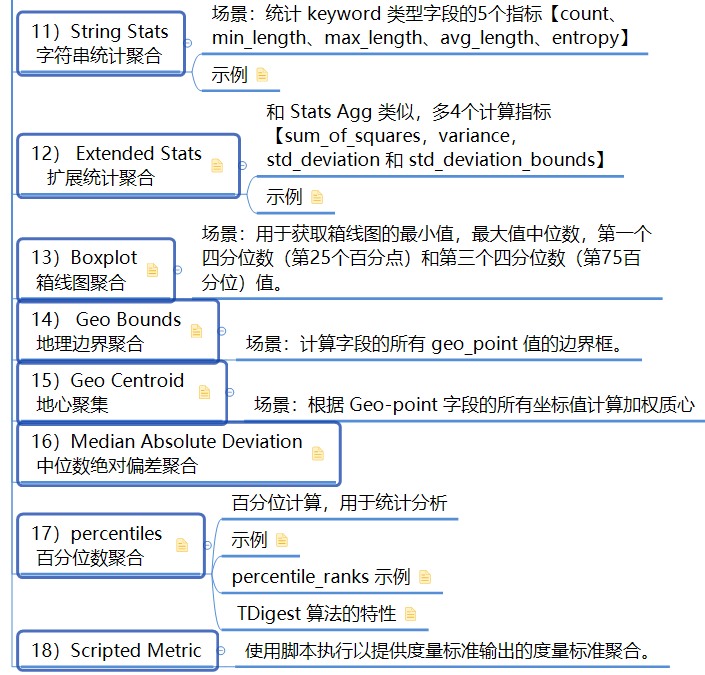 11）String Stats
字符串统计聚合
场景：统计 keyword 类型字段的5个指标【count、
min_length、max_length、avg_length、entropy】
示例
12） Extended Stats
扩展统计聚合
和 Stats Agg 类似，多4个计算指标
【sum_of_squares，variance，
std_deviation 和 std_deviation_bounds】
示例
13）Boxplot
箱线图聚合
场景：用于获取箱线图的最小值，最大值中位数，第一个
四分位数（第25个百分点）和第三个四分位数（第75百
分位）值。
14） Geo Bounds
地理边界聚合
场景：计算字段的所有 geo_point 值的边界框。
15）Geo Centroid
地心聚集
场景：根据 Geo-point 字段的所有坐标值计算加权质心
16）Median Absolute Deviation
中位数绝对偏差聚合
17）percentiles
百分位数聚合
百分位计算，用于统计分析
示例
percentile_ranks 示例
TDigest 算法的特性
18）Scripted Metric
使用脚本执行以提供度量标准输出的度量标准聚合。